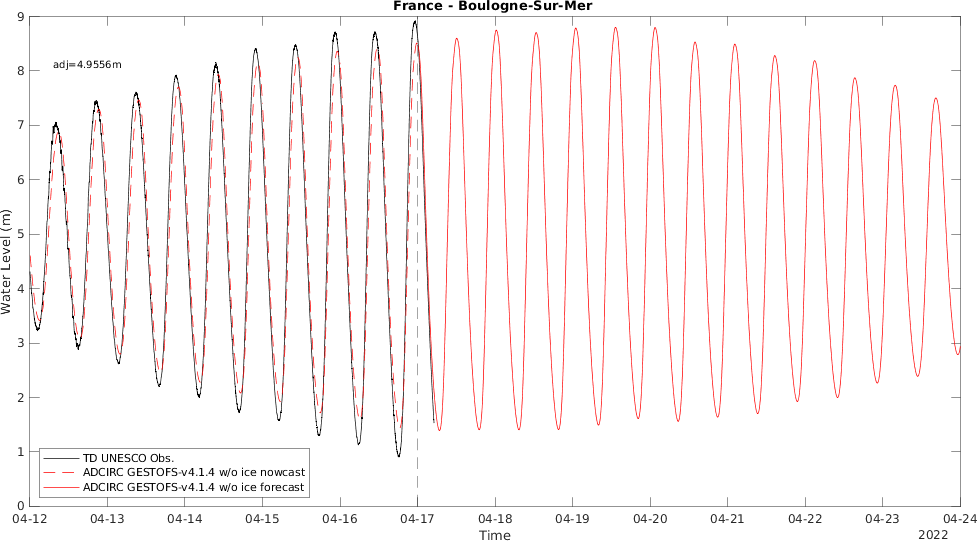 France - Boulogne-Sur-Mer
9
8
7
6
5
4
3
2
1
0
adj=4.9556m
Water Level (m)
TD UNESCO Obs.
ADCIRC GESTOFS-v4.1.4 w/o ice nowcast
ADCIRC GESTOFS-v4.1.4 w/o ice forecast
04-12 04-13 04-14 04-15 04-16 04-17 04-18 04-19 04-20 04-21 04-22 04-23 04-24
Time
2022